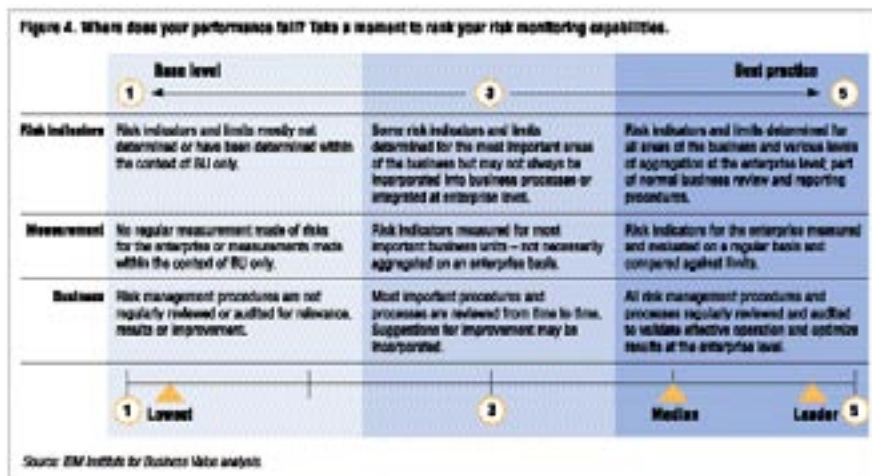 Figure 4. Where does your performance fall? Take a moment to rank your risk monitoring capabilities.
Base level
Best practice
1
3
5
Risk indicators
Risk indicators and limits mostly not
determined or have been determined within
the context of BU only.
Some risk indicators and limits
determined for the most important areas
of the business but may not always be
incorporated into business processes or
integrated at enterprise level.
Risk indicators and limits determined for
all areas of the business and various levels
of aggregation at the enterprise level; part
of normal business review and reporting
procedures.
Measurement
No regular measurement made of risks
for the enterprise or measurements made
within the context of BU only.
Risk indicators measured for most
important business units – not necessarily
aggregated on an enterprise basis.
Risk indicators for the enterprise measured
and evaluated on a regular basis and
compared against limits.
Business
Risk management procedures are not
regularly reviewed or audited for relevance,
results or improvement.
Most important procedures and
processes are reviewed from time to time.
Suggestions for improvement may be
incorporated.
All risk management procedures and
processes regularly reviewed and audited
to validate effective operation and optimize
results at the enterprise level.
1
Lowest
3
Median
Leader
5
Source: IBM Institute for Business Value analysis